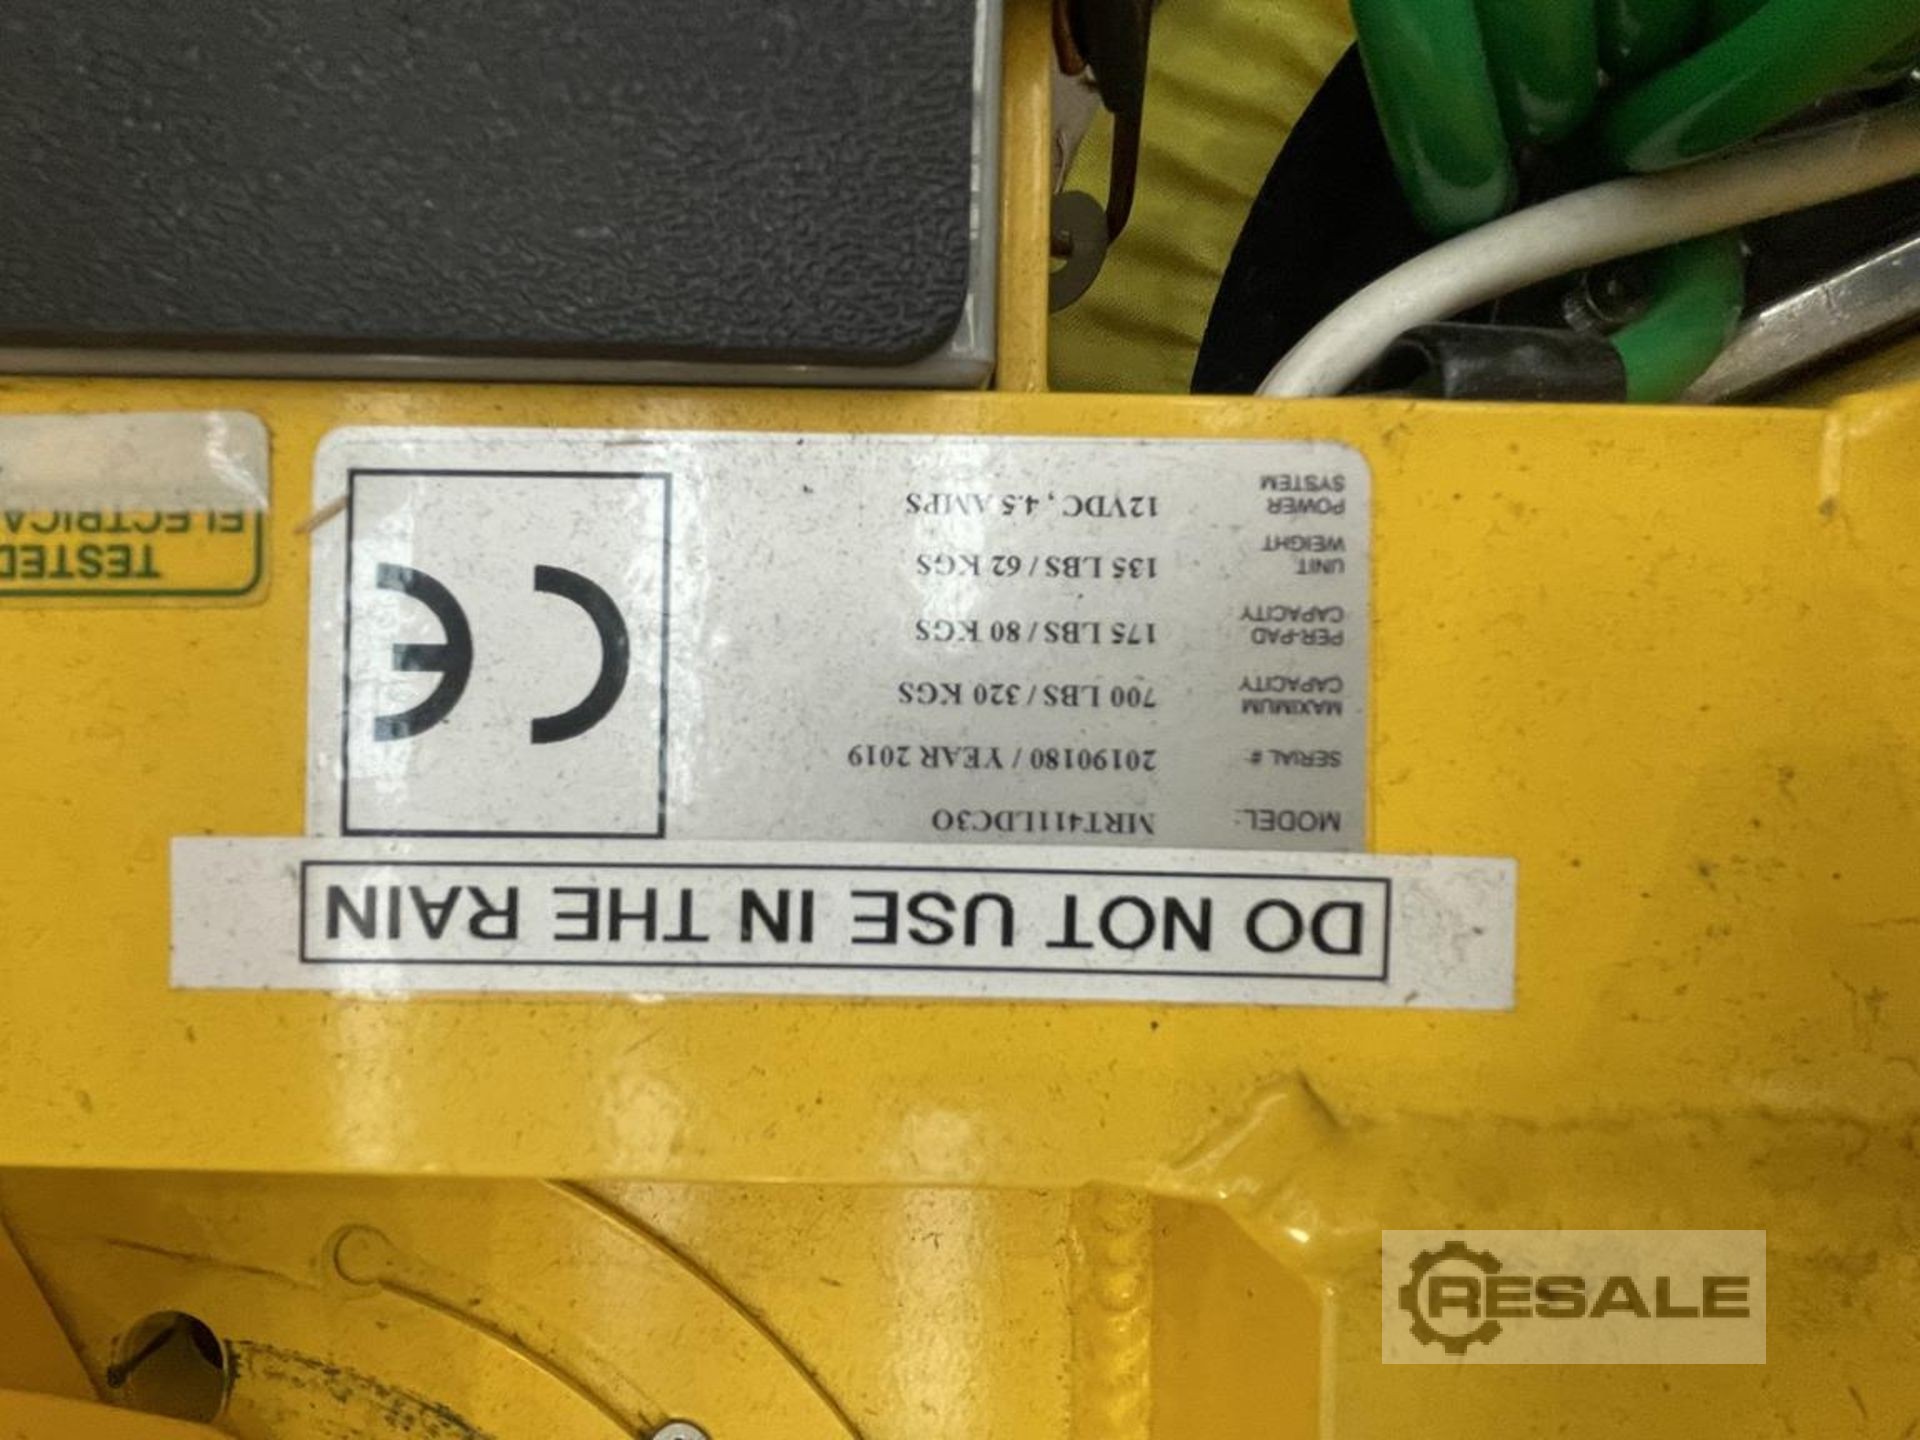 DO NOT USE IN THE RAIN
MODEL: MRT411LDC3O
SERIAL # 20190180 / YEAR 2019
MAXIMUM CAPACITY 700 LBS / 320 KGS
PER-PAD CAPACITY 175 LBS / 80 KGS
UNIT WEIGHT 135 LBS / 62 KGS
POWER SYSTEM 12VDC, 4.5 AMPS
CE
TESTED
ELECTRICA
RESALE